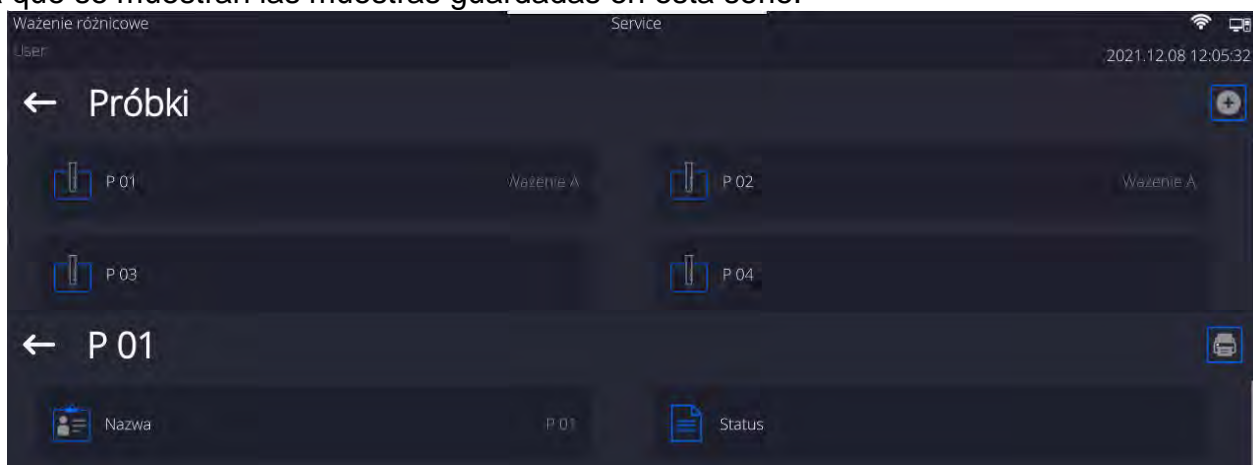 que se muestran las muestras guardadas en esta serie.
Ważenie różnicowe Service
User 2021.12.08 12:05:32
← Próbki
P 01 Ważenie A P 02 Ważenie A
P 03 P 04
← P 01
Nazwa P 01 Status